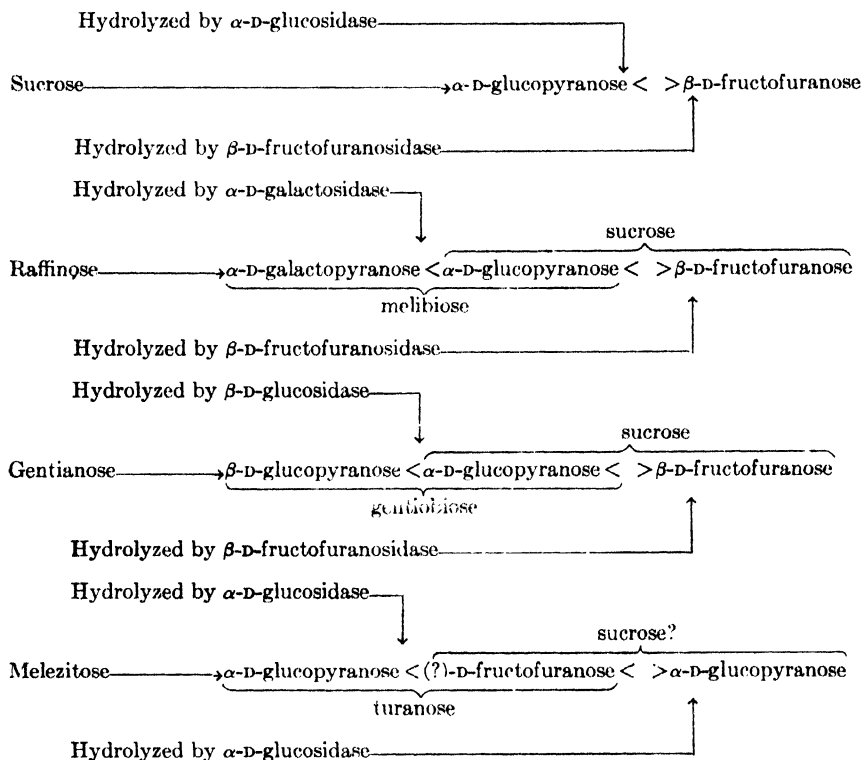 Hydrolyzed by α-D-glucosidase
Sucrose α-D-glucopyranose < > β-D-fructofuranose
Hydrolyzed by β-D-fructofuranosidase
Hydrolyzed by α-D-galactosidase
sucrose
Raffinose α-D-galactopyranose < α-D-glucopyranose < > β-D-fructofuranose
melibiose
Hydrolyzed by β-D-fructofuranosidase
Hydrolyzed by β-D-glucosidase
sucrose
Gentianose β-D-glucopyranose < α-D-glucopyranose < > β-D-fructofuranose
gentiobiose
Hydrolyzed by β-D-fructofuranosidase
Hydrolyzed by α-D-glucosidase
sucrose?
Melezitose α-D-glucopyranose < (?)-D-fructofuranose < > α-D-glucopyranose
turanose
Hydrolyzed by α-D-glucosidase